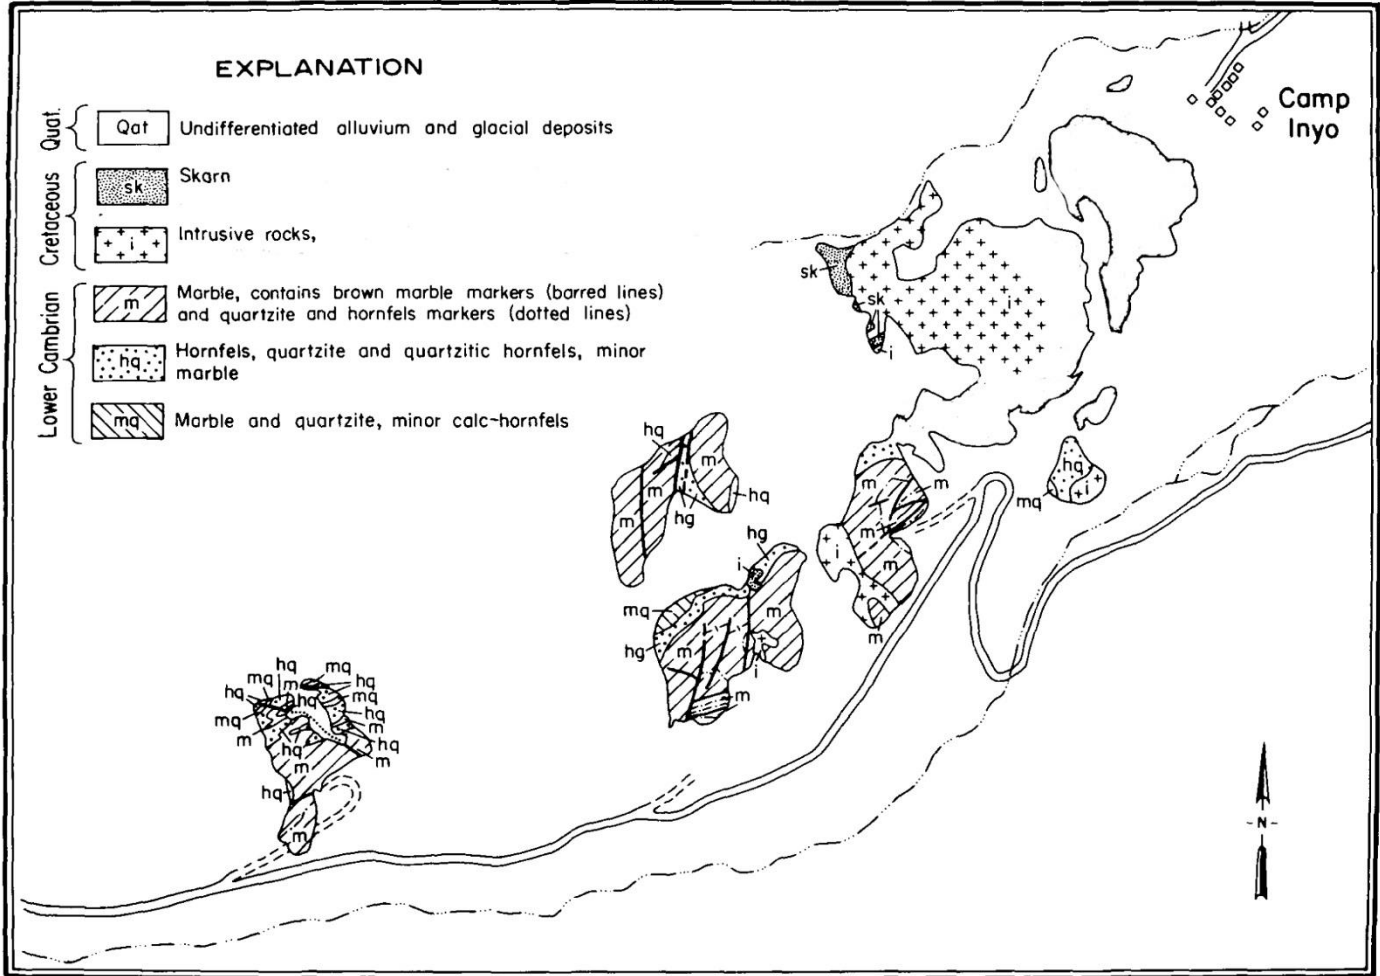 EXPLANATION
Quat.
Qat
Undifferentiated alluvium and glacial deposits
Cretaceous
sk
Skarn
i
Intrusive rocks,
Lower Cambrian
m
Marble, contains brown marble markers (barred lines)
and quartzite and hornfels markers (dotted lines)
hq
Hornfels, quartzite and quartzitic hornfels, minor
marble
mq
Marble and quartzite, minor calc-hornfels
Camp
Inyo
sk
sk
i
i
hq
m
m
m
hq
hg
m
m
m
m
i
m
hq
mq
i
hg
i
mq
m
hg
m
i
m
hq
mq
mq
hq
m
hq
hq
mq
mq
hq
m
m
hq
hq
m
m
hq
m
N